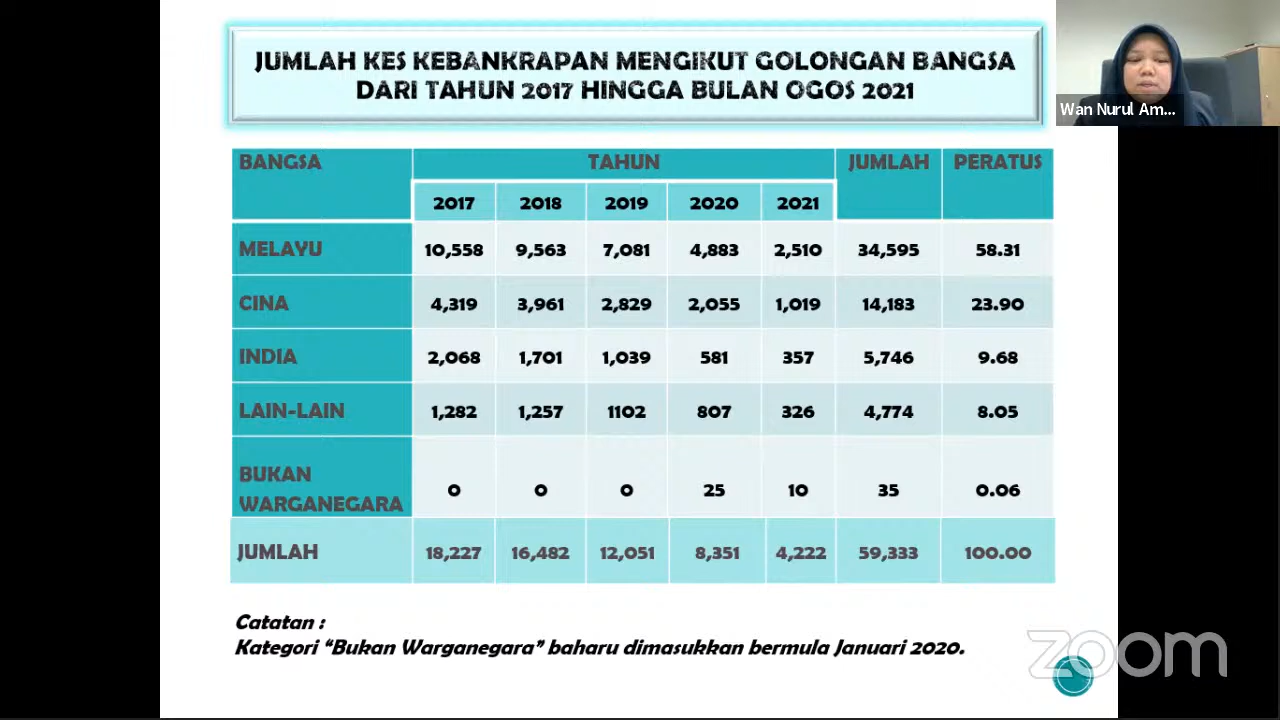 JUMLAH KES KEBANKRAPAN MENGIKUT GOLONGAN BANGSA
DARI TAHUN 2017 HINGGA BULAN OGOS 2021
Wan Nurul Am...
BANGSA TAHUN JUMLAH PERATUS
2017 2018 2019 2020 2021
MELAYU 10,558 9,563 7,081 4,883 2,510 34,595 58.31
CINA 4,319 3,961 2,829 2,055 1,019 14,183 23.90
INDIA 2,068 1,701 1,039 581 357 5,746 9.68
LAIN-LAIN 1,282 1,257 1102 807 326 4,774 8.05
BUKAN
WARGANEGARA 0 0 0 25 10 35 0.06
JUMLAH 18,227 16,482 12,051 8,351 4,222 59,333 100.00
Catatan :
Kategori “Bukan Warganegara” baharu dimasukkan bermula Januari 2020.
zoom